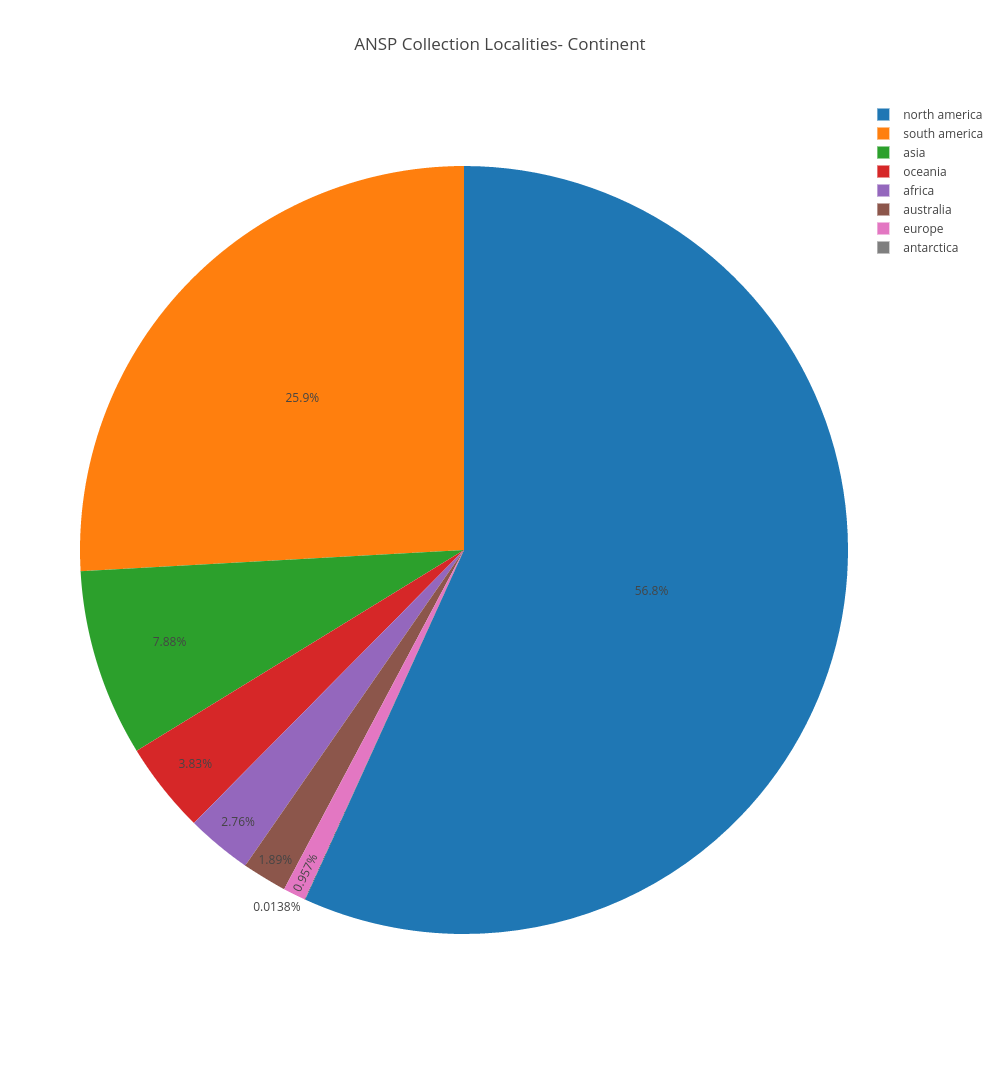 ANSP Collection Localities- Continent
north america
south america
asia
oceania
africa
australia
europe
antarctica
25.9%
56.8%
7.88%
3.83%
2.76%
1.89%
0.957%
0.0138%